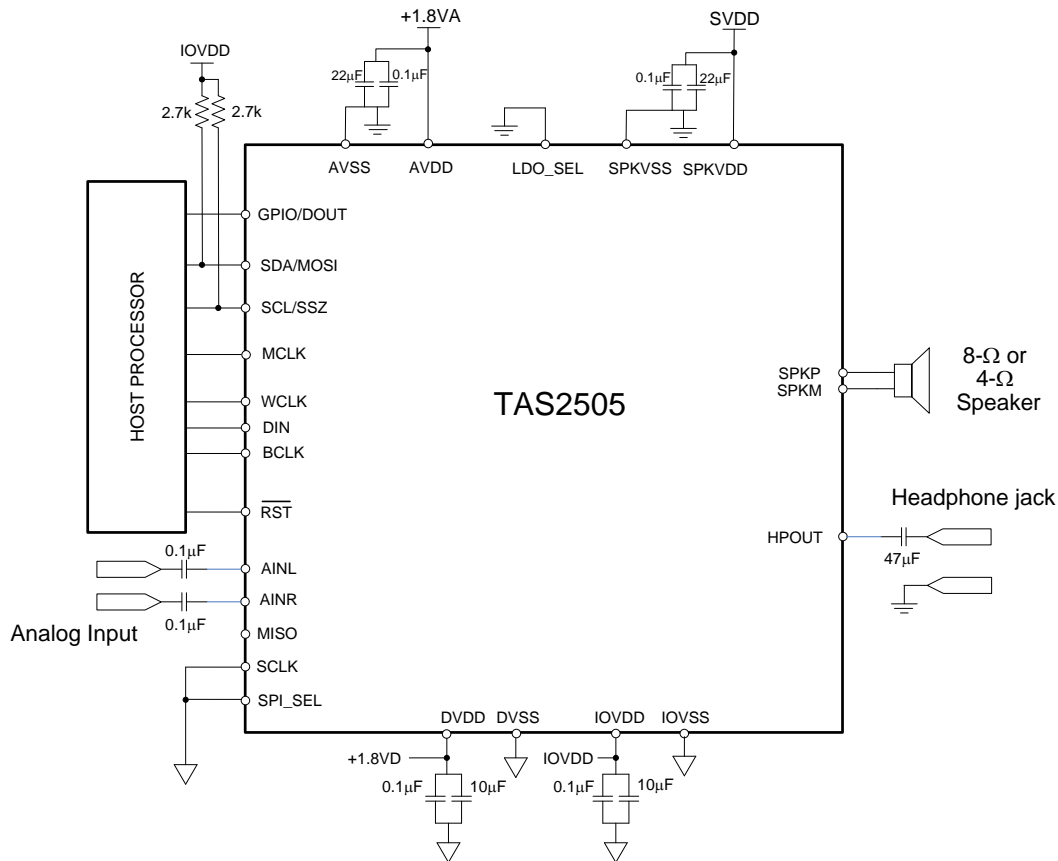 +1.8VA
SVDD
IOVDD
22μF
0.1μF
0.1μF
22μF
2.7k
2.7k
AVSS
AVDD
LDO_SEL
SPKVSS
SPKVDD
HOST PROCESSOR
GPIO/DOUT
SDA/MOSI
SCL/SSZ
MCLK
WCLK
DIN
BCLK
RST
TAS2505
SPKP
SPKM
8-Ω or
4-Ω
Speaker
Headphone jack
HPOUT
47μF
0.1μF
AINL
AINR
0.1μF
Analog Input
MISO
SCLK
SPI_SEL
DVDD
DVSS
IOVDD
IOVSS
+1.8VD
IOVDD
0.1μF
10μF
0.1μF
10μF